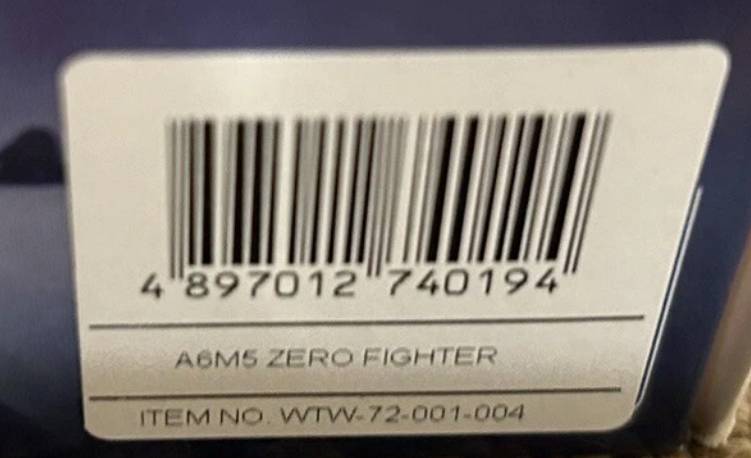 4 897012 740194
A6M5 ZERO FIGHTER
ITEM NO. WTW-72-001-004